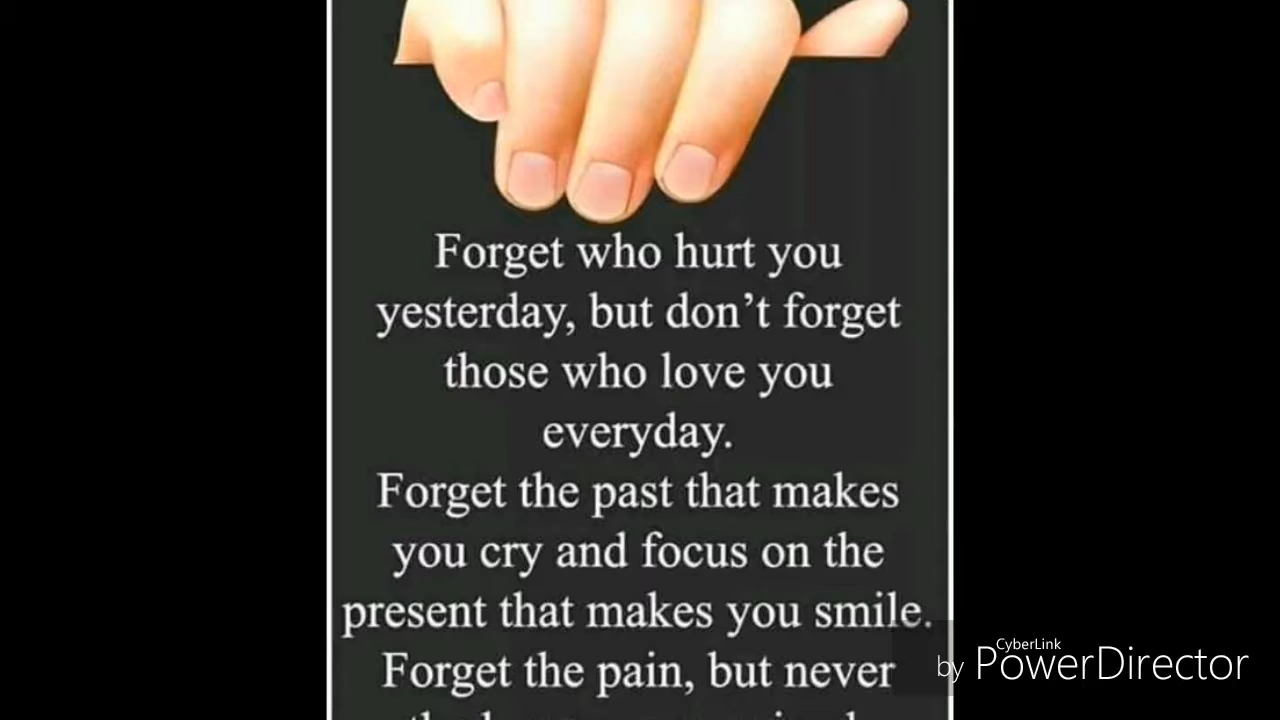 Forget who hurt you
yesterday, but don’t forget
those who love you
everyday.
Forget the past that makes
you cry and focus on the
present that makes you smile.
Forget the pain, but never
CyberLink
by PowerDirector